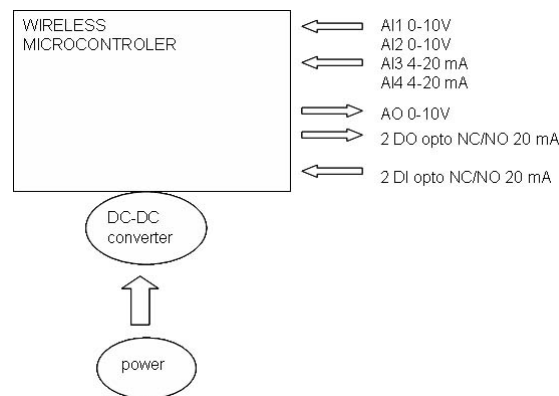 WIRELESS
MICROCONTROLER
AI1 0-10V
AI2 0-10V
AI3 4-20 mA
AI4 4-20 mA
AO 0-10V
2 DO opto NC/NO 20 mA
2 DI opto NC/NO 20 mA
DC-DC
converter
power